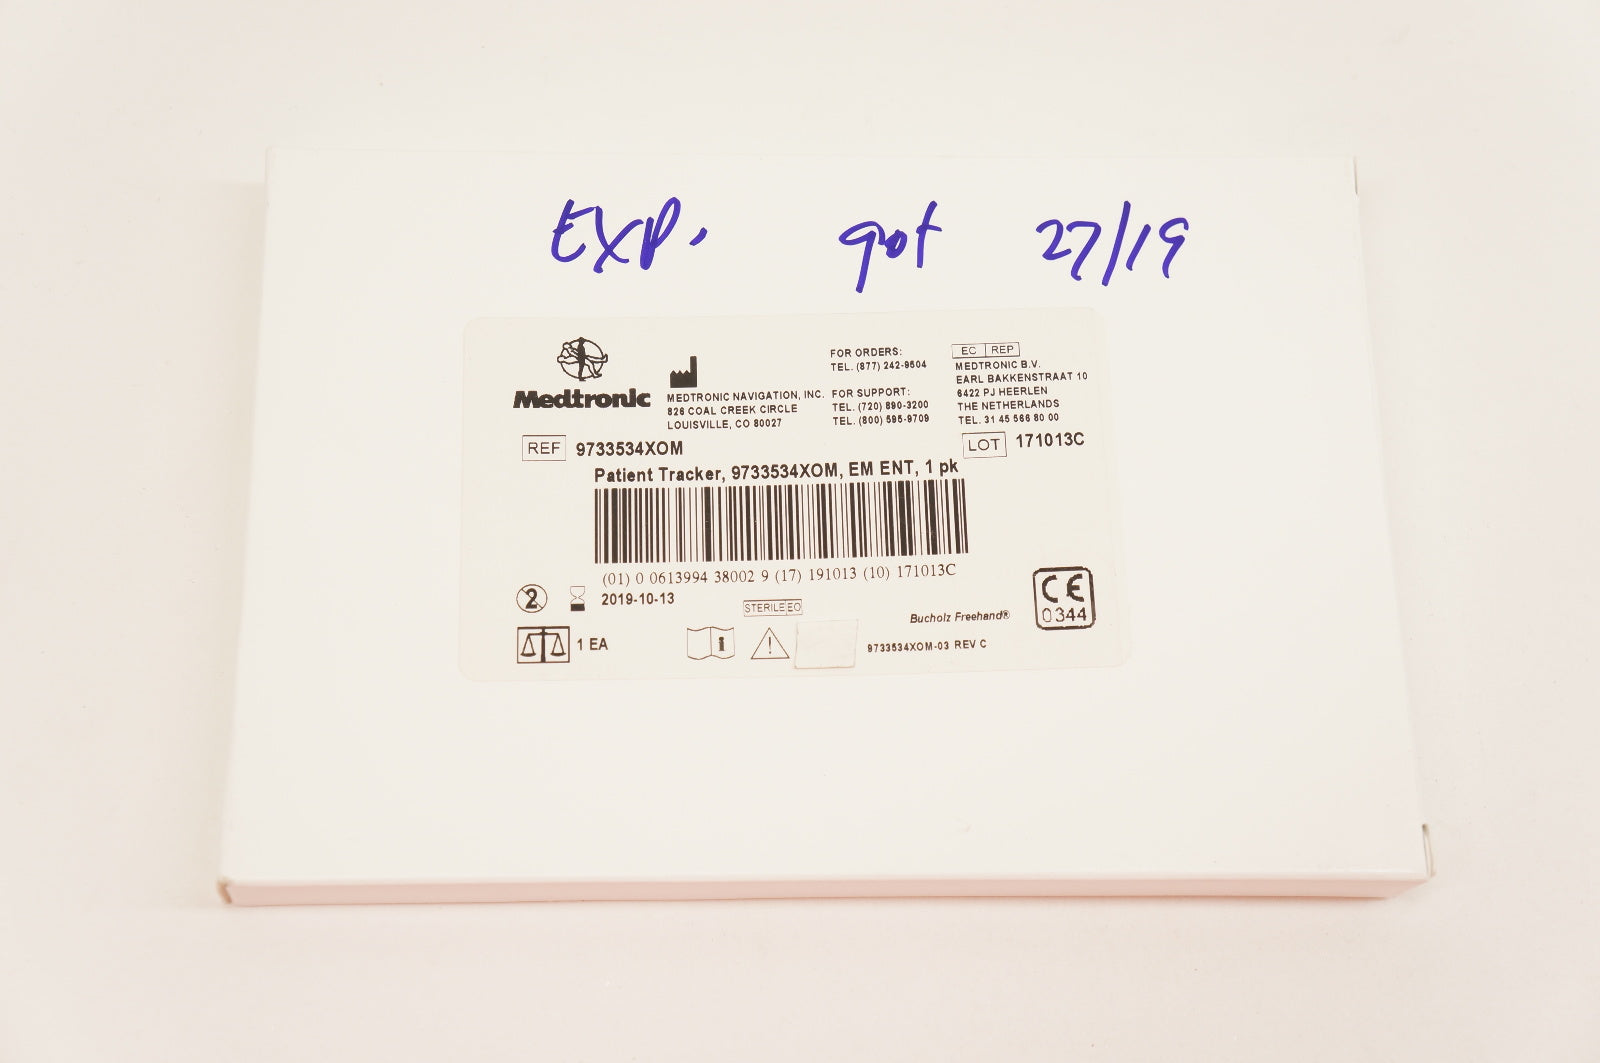 EXP. got 27/19
Medtronic
MEDTRONIC NAVIGATION, INC.
826 COAL CREEK CIRCLE
LOUISVILLE, CO 80027
FOR ORDERS:
TEL. (877) 242-9504
FOR SUPPORT:
TEL. (720) 890-3200
TEL. (800) 595-9709
EC REP
MEDTRONIC B.V.
EARL BAKKENSTRAAT 10
6422 PJ HEERLEN
THE NETHERLANDS
TEL. 31 45 566 80 00
REF 9733534XOM
LOT 171013C
Patient Tracker, 9733534XOM, EM ENT, 1 pk
(01) 0 0613994 38002 9 (17) 191013 (10) 171013C
2
2019-10-13
STERILE EO
Bucholz Freehand®
CE
0344
1 EA
i
9733534XOM-03 REV C